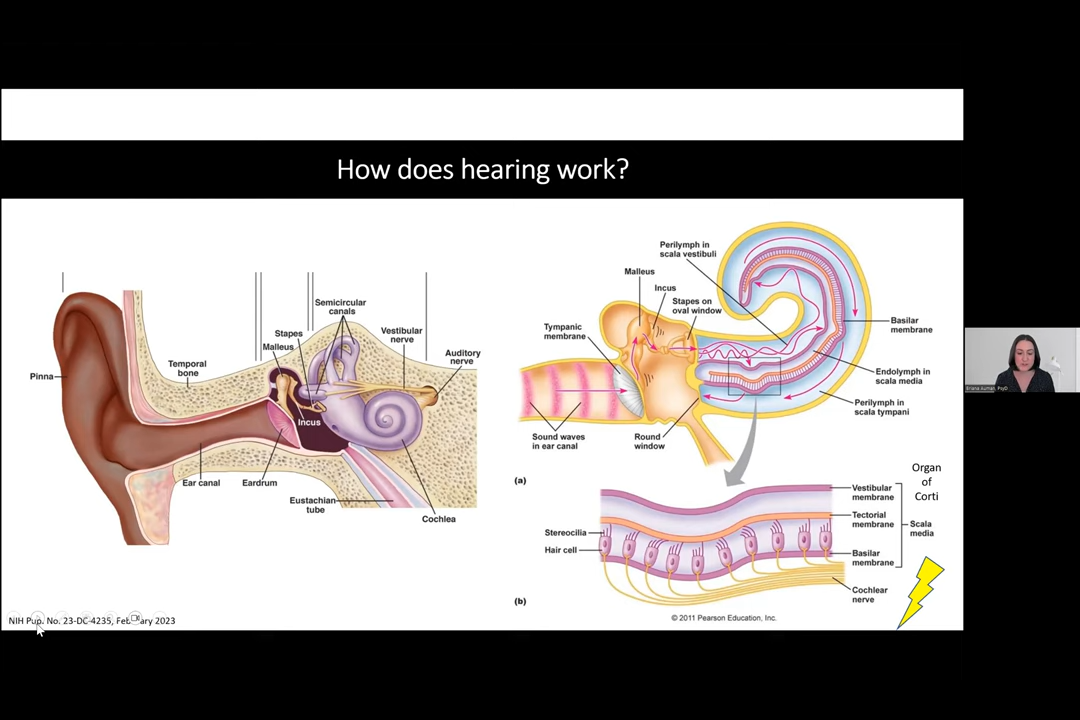 How does hearing work?
Pinna
Temporal
bone
Ear canal
Eardrum
Malleus
Stapes
Incus
Semicircular
canals
Vestibular
nerve
Auditory
nerve
Eustachian
tube
Cochlea
NIH Pup. No. 23-DC-4235, 2023
Perilymph in
scala vestibuli
Malleus
Incus
Stapes on
oval window
Tympanic
membrane
Basilar
membrane
Endolymph in
scala media
Perilymph in
scala tympani
Sound waves
in ear canal
Round
window
(a)
Organ
of
Corti
Vestibular
membrane
Tectorial
membrane
Scala
media
Stereocilia
Hair cell
Basilar
membrane
Cochlear
nerve
(b)
© 2011 Pearson Education, Inc.
PsyD